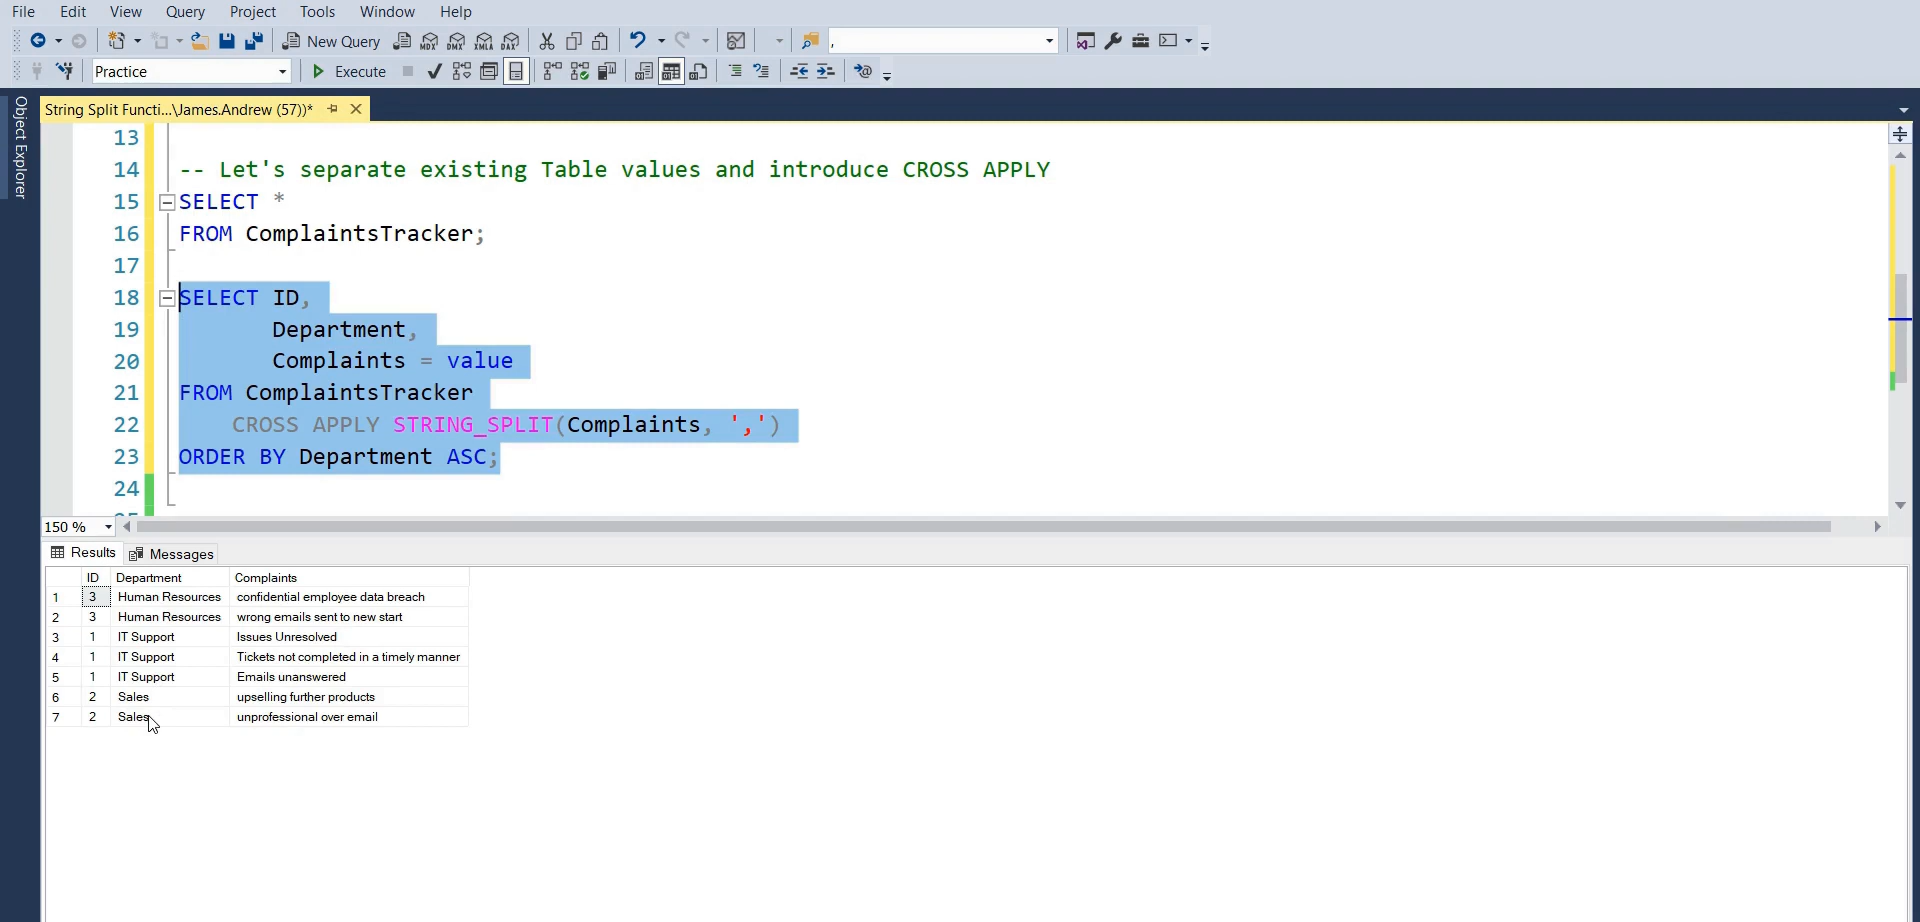 File Edit View Query Project Tools Window Help
New Query MDX DMX XMLA DAX ,
Practice Execute
Object Explorer
String Split Functi...\James.Andrew (57))*
13
14 -- Let's separate existing Table values and introduce CROSS APPLY
15 SELECT *
16 FROM ComplaintsTracker;
17
18 SELECT ID,
19 Department,
20 Complaints = value
21 FROM ComplaintsTracker
22 CROSS APPLY STRING_SPLIT(Complaints, ',')
23 ORDER BY Department ASC;
24
150 %
Results Messages
ID Department Complaints
1 3 Human Resources confidential employee data breach
2 3 Human Resources wrong emails sent to new start
3 1 IT Support Issues Unresolved
4 1 IT Support Tickets not completed in a timely manner
5 1 IT Support Emails unanswered
6 2 Sales upselling further products
7 2 Sales unprofessional over email